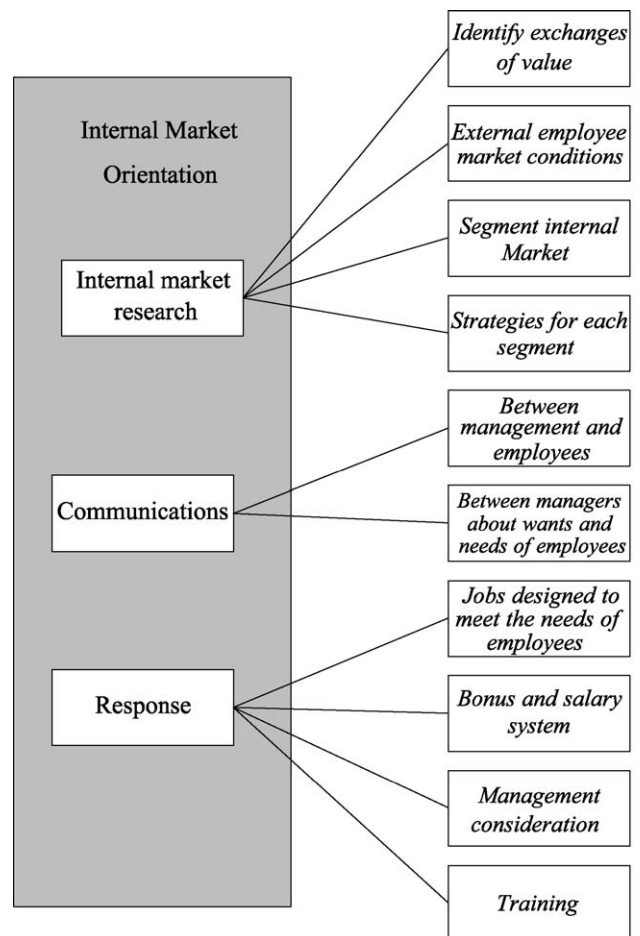 Internal Market
Orientation
Internal market
research
Communications
Response
Identify exchanges
of value
External employee
market conditions
Segment internal
Market
Strategies for each
segment
Between
management and
employees
Between managers
about wants and
needs of employees
Jobs designed to
meet the needs of
employees
Bonus and salary
system
Management
consideration
Training